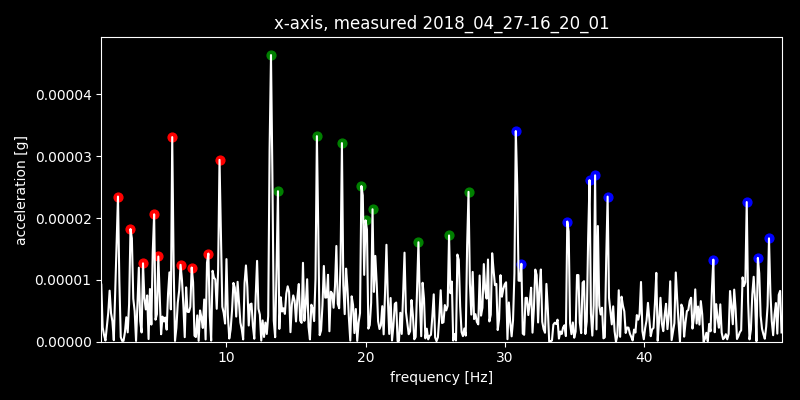 x-axis, measured 2018_04_27-16_20_01
acceleration [g]
0.00004
0.00003
0.00002
0.00001
0.00000
10 20 30 40
frequency [Hz]